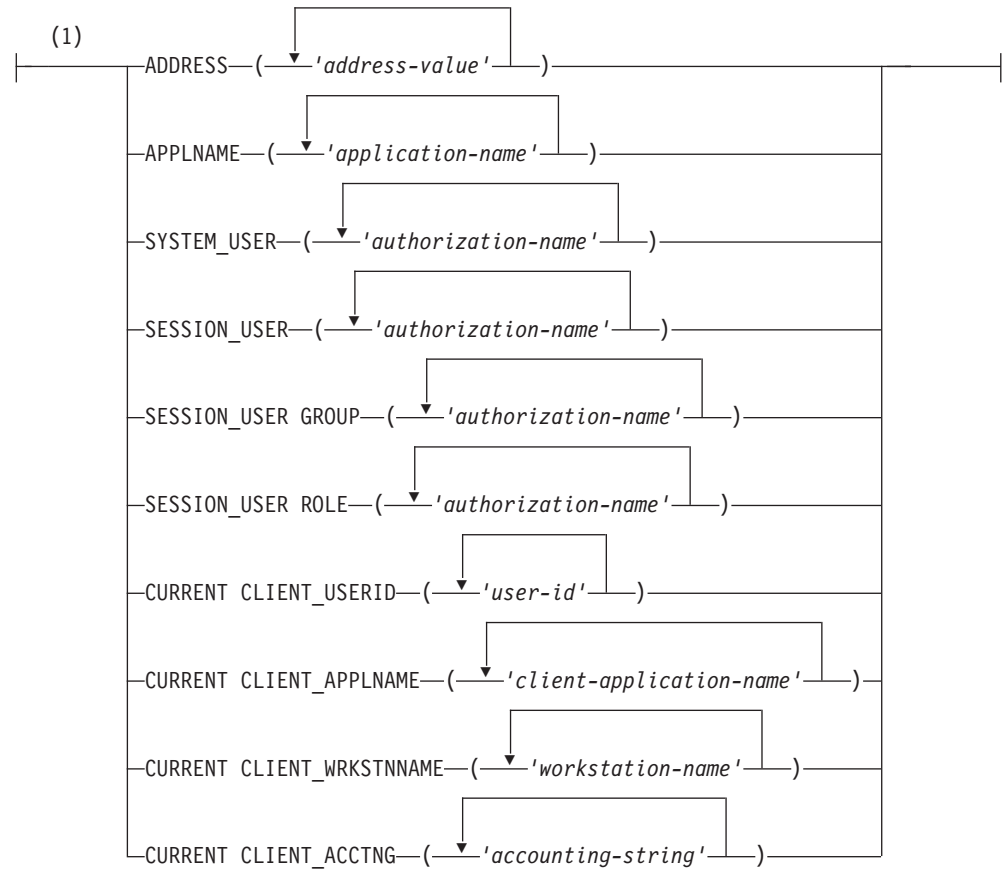 (1)
ADDRESS ( 'address-value' )
APPLNAME ( 'application-name' )
SYSTEM_USER ( 'authorization-name' )
SESSION_USER ( 'authorization-name' )
SESSION_USER GROUP ( 'authorization-name' )
SESSION_USER ROLE ( 'authorization-name' )
CURRENT CLIENT_USERID ( 'user-id' )
CURRENT CLIENT_APPLNAME ( 'client-application-name' )
CURRENT CLIENT_WRKSTNNAME ( 'workstation-name' )
CURRENT CLIENT_ACCTNG ( 'accounting-string' )